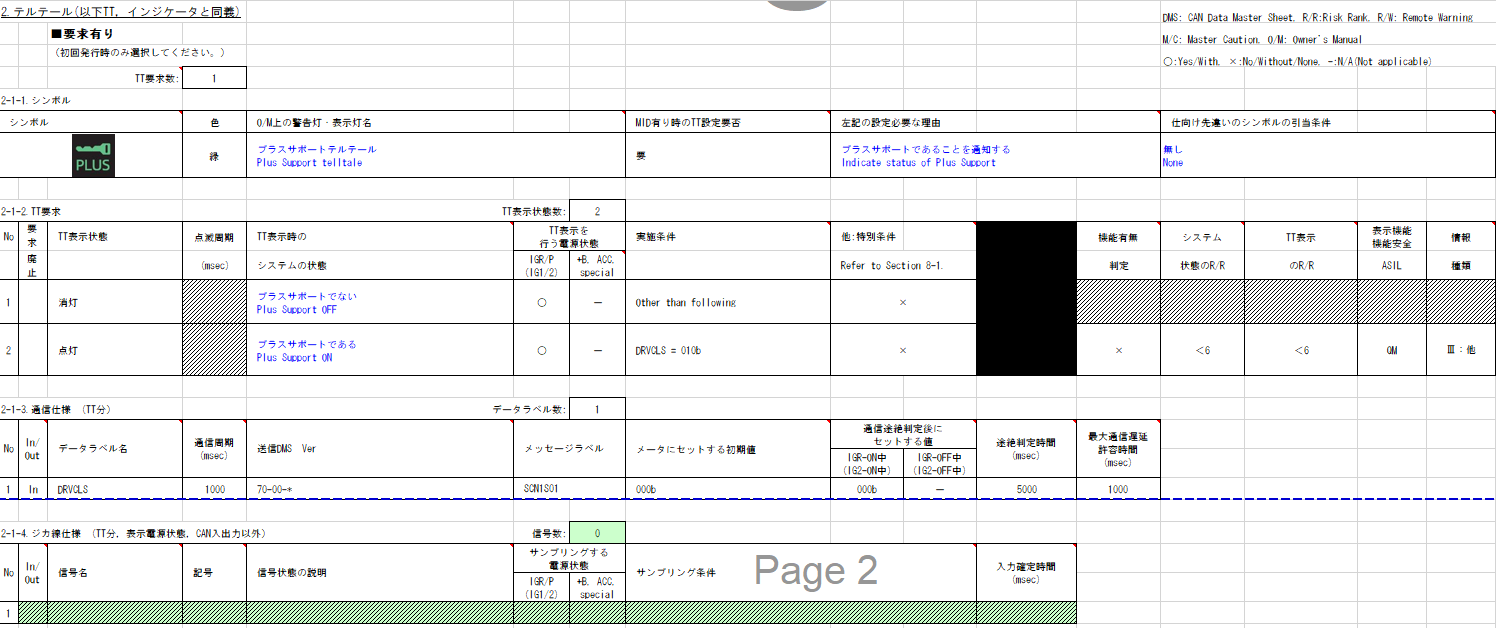 2.テルテール(以下TT, インジケータと同義)
DMS: CAN Data Master Sheet, R/R:Risk Rank, R/W: Remote Warning
■要求有り
M/C: Master Caution, O/M: Owner's Manual
(初回発行時のみ選択してください。)
○:Yes/With, ×:No/Without/None, -:N/A(Not applicable)
TT要求数: 1
2-1-1.シンボル
シンボル 色 O/M上の警告灯・表示灯名 MID有り時のTT設定要否 左記の設定必要な理由 仕向け先違いのシンボルの引当条件
PLUS
緑
プラスサポートテルテール
Plus Support telltale
要
プラスサポートであることを通知する
Indicate status of Plus Support
無し
None
2-1-2.TT要求 TT表示状態数: 2
No
要
求
廃
止
TT表示状態
点滅周期
(msec)
TT表示時の
システムの状態
TT表示を
行う電源状態
IGR/P
(IG1/2)
+B, ACC,
special
実施条件
他:特別条件
Refer to Section 8-1.
機能有無
判定
システム
状態のR/R
TT表示
のR/R
表示機能
機能安全
ASIL
情報
種類
1 消灯
プラスサポートでない
Plus Support OFF
○ － Other than following ×
2 点灯
プラスサポートである
Plus Support ON
○ － DRVCLS = 010b × × <6 <6 QM Ⅲ：他
2-1-3.通信仕様 (TT分) データラベル数: 1
No
In/
Out
データラベル名
通信周期
(msec)
送信DMS Ver
メッセージラベル
メータにセットする初期値
通信途絶判定後に
セットする値
IGR-ON中
(IG2-ON中)
IGR-OFF中
(IG2-OFF中)
途絶判定時間
(msec)
最大通信遅延
許容時間
(msec)
1 In DRVCLS 1000 70-00-* SCN1S01 000b 000b － 5000 1000
2-1-4.ジカ線仕様 (TT分, 表示電源状態, CAN入出力以外) 信号数: 0
No
In/
Out
信号名
記号
信号状態の説明
サンプリングする
電源状態
IGR/P
(IG1/2)
+B, ACC,
special
サンプリング条件
Page 2
入力確定時間
(msec)
1